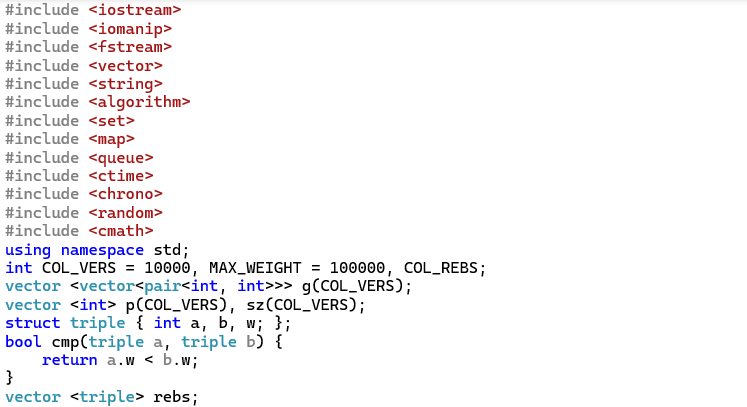 #include <iostream>
#include <iomanip>
#include <fstream>
#include <vector>
#include <string>
#include <algorithm>
#include <set>
#include <map>
#include <queue>
#include <ctime>
#include <chrono>
#include <random>
#include <cmath>
using namespace std;
int COL_VERS = 10000, MAX_WEIGHT = 100000, COL_REBS;
vector <vector<pair<int, int>>> g(COL_VERS);
vector <int> p(COL_VERS), sz(COL_VERS);
struct triple { int a, b, w; };
bool cmp(triple a, triple b) {
    return a.w < b.w;
}
vector <triple> rebs;